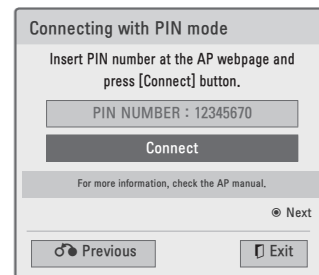 Connecting with PIN mode
Insert PIN number at the AP webpage and
press [Connect] button.
PIN NUMBER : 12345670
Connect
For more information, check the AP manual.
◉ Next
Previous
Exit